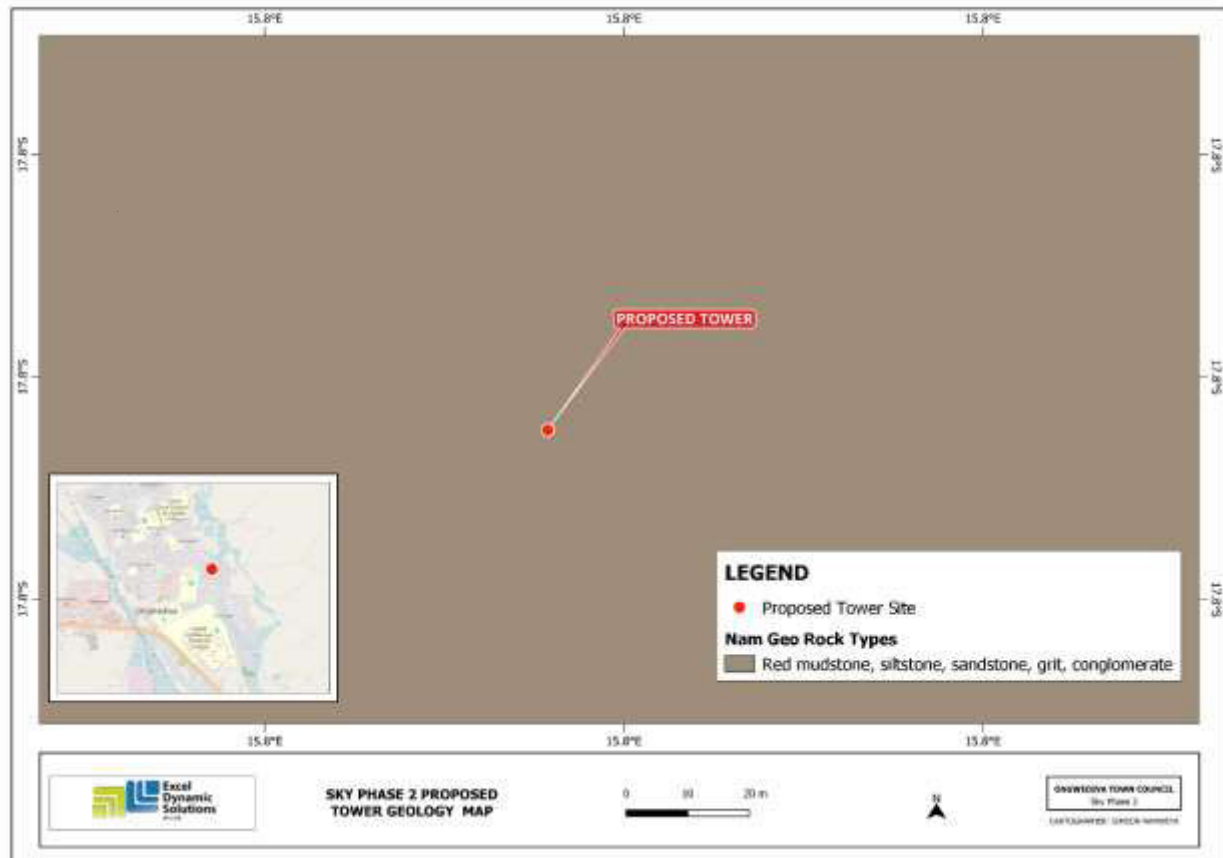 15.8°E 15.8°E 15.8°E
17.8°S 17.8°S
PROPOSED TOWER
17.8°S 17.8°S
LEGEND
Proposed Tower Site
17.8°S 17.8°S
Nam Geo Rock Types
Red mudstone, siltstone, sandstone, grit, conglomerate
15.8°E 15.8°E 15.8°E
Excel
Dynamic
Solutions
SKY PHASE 2 PROPOSED
TOWER GEOLOGY MAP
0 10 20 m
N
ONGWEDIVA TOWN COUNCIL
Sky Phase 2